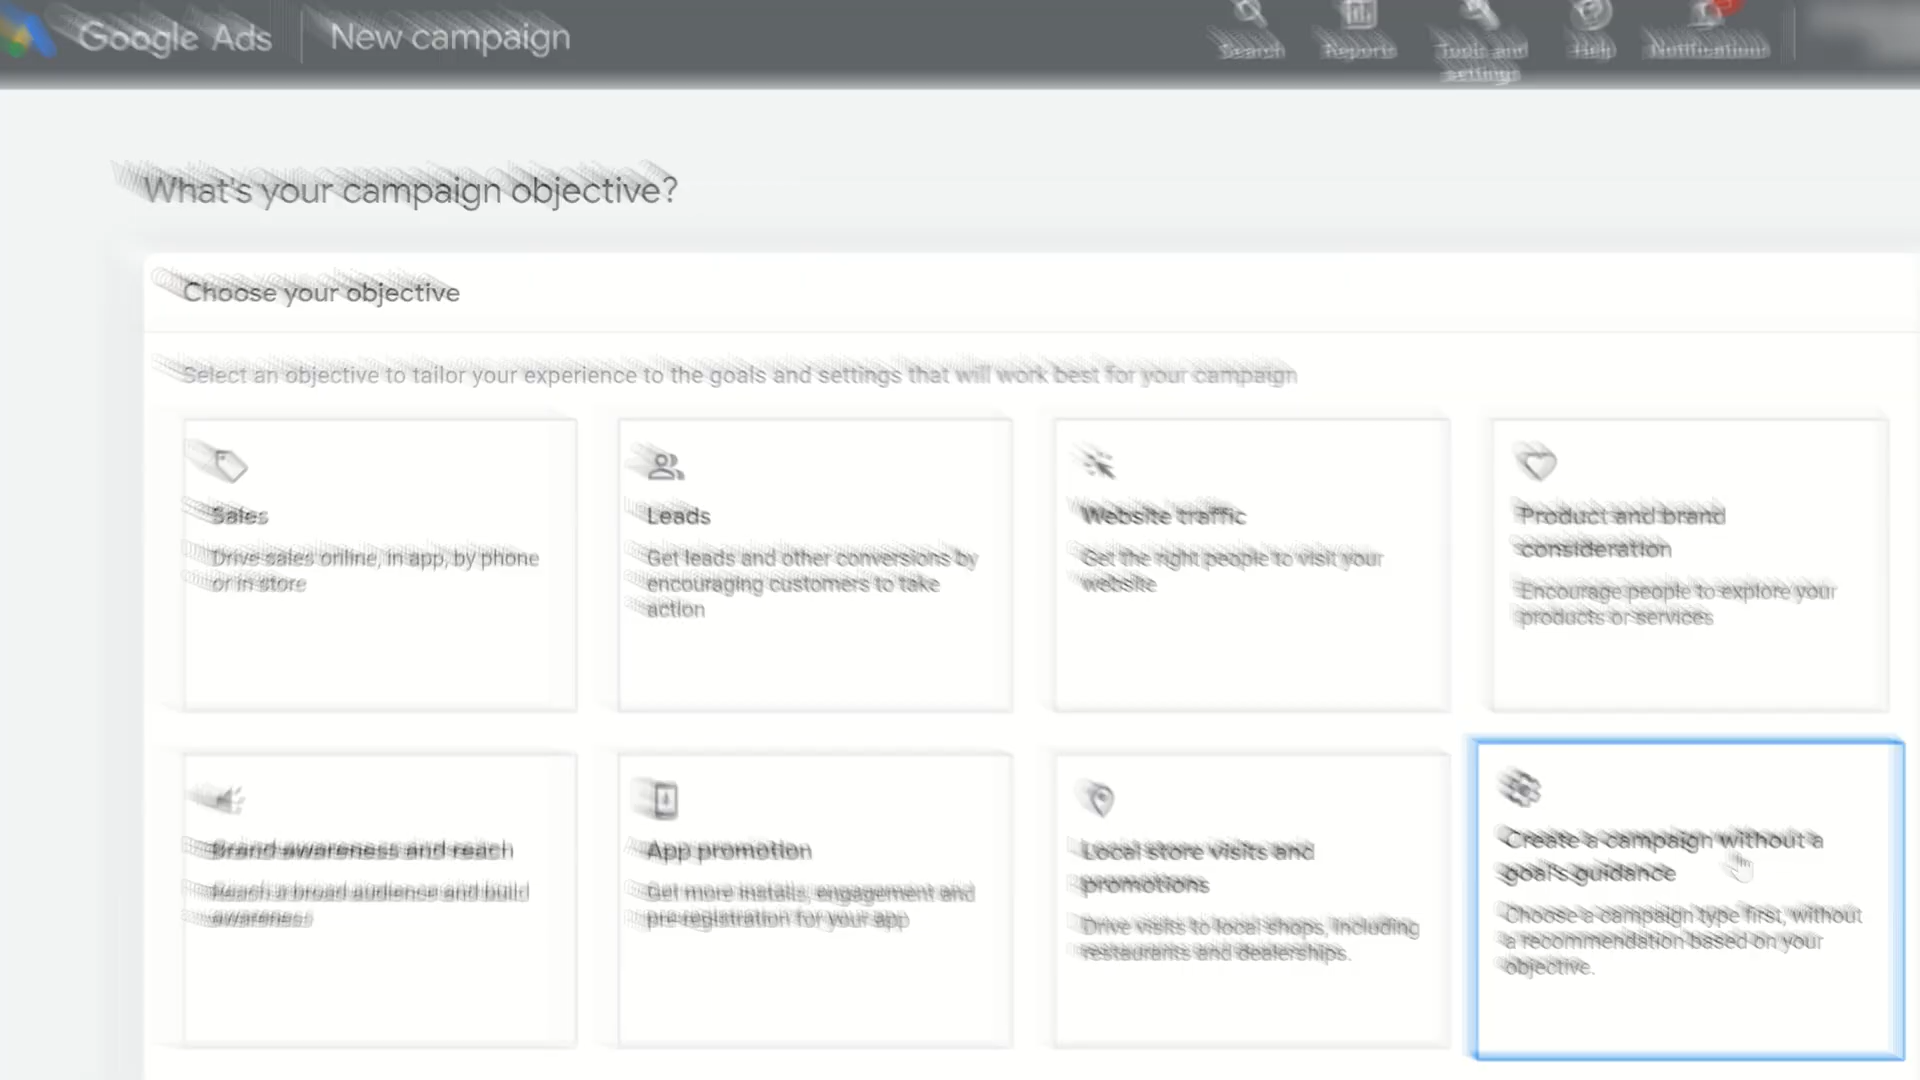 Google Ads
New campaign
Search
Reports
Tools and
settings
Help
Notifications
What's your campaign objective?
Choose your objective
Select an objective to tailor your experience to the goals and settings that will work best for your campaign
Sales
Drive sales online, in app, by phone
or in store
Leads
Get leads and other conversions by
encouraging customers to take
action
Website traffic
Get the right people to visit your
website
Product and brand
consideration
Encourage people to explore your
products or services
Brand awareness and reach
Reach a broad audience and build
awareness
App promotion
Get more installs, engagement and
pre-registration for your app
Local store visits and
promotions
Drive visits to local shops, including
restaurants and dealerships.
Create a campaign without a
goal's guidance
Choose a campaign type first, without
a recommendation based on your
objective.